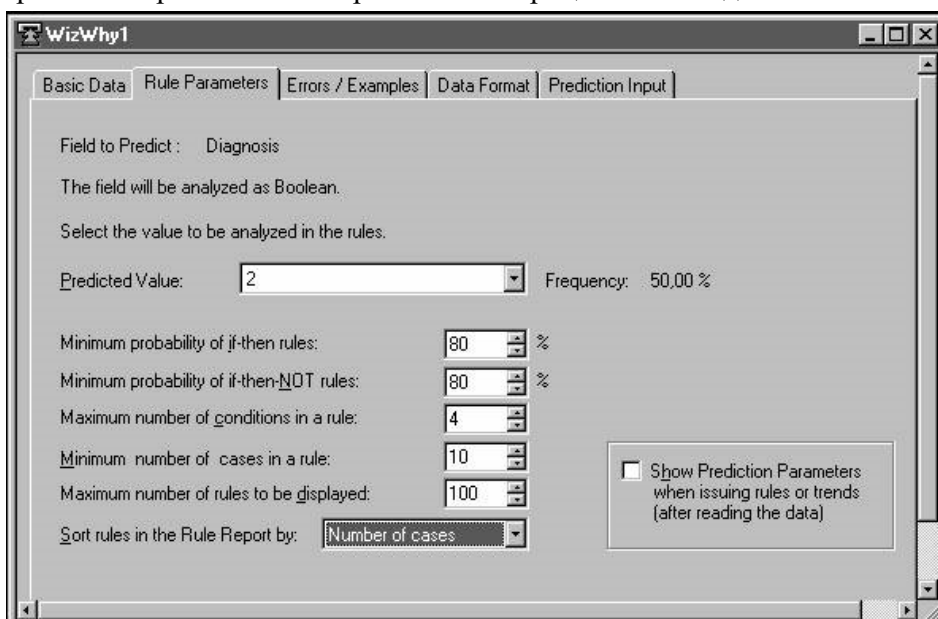 WizWhy1
Basic Data Rule Parameters Errors / Examples Data Format Prediction Input
Field to Predict : Diagnosis
The field will be analyzed as Boolean.
Select the value to be analyzed in the rules.
Predicted Value: 2 Frequency: 50,00 %
Minimum probability of if-then rules: 80 %
Minimum probability of if-then-NOT rules: 80 %
Maximum number of conditions in a rule: 4
Minimum number of cases in a rule: 10
Maximum number of rules to be displayed: 100
Sort rules in the Rule Report by: Number of cases
Show Prediction Parameters
when issuing rules or trends
(after reading the data)